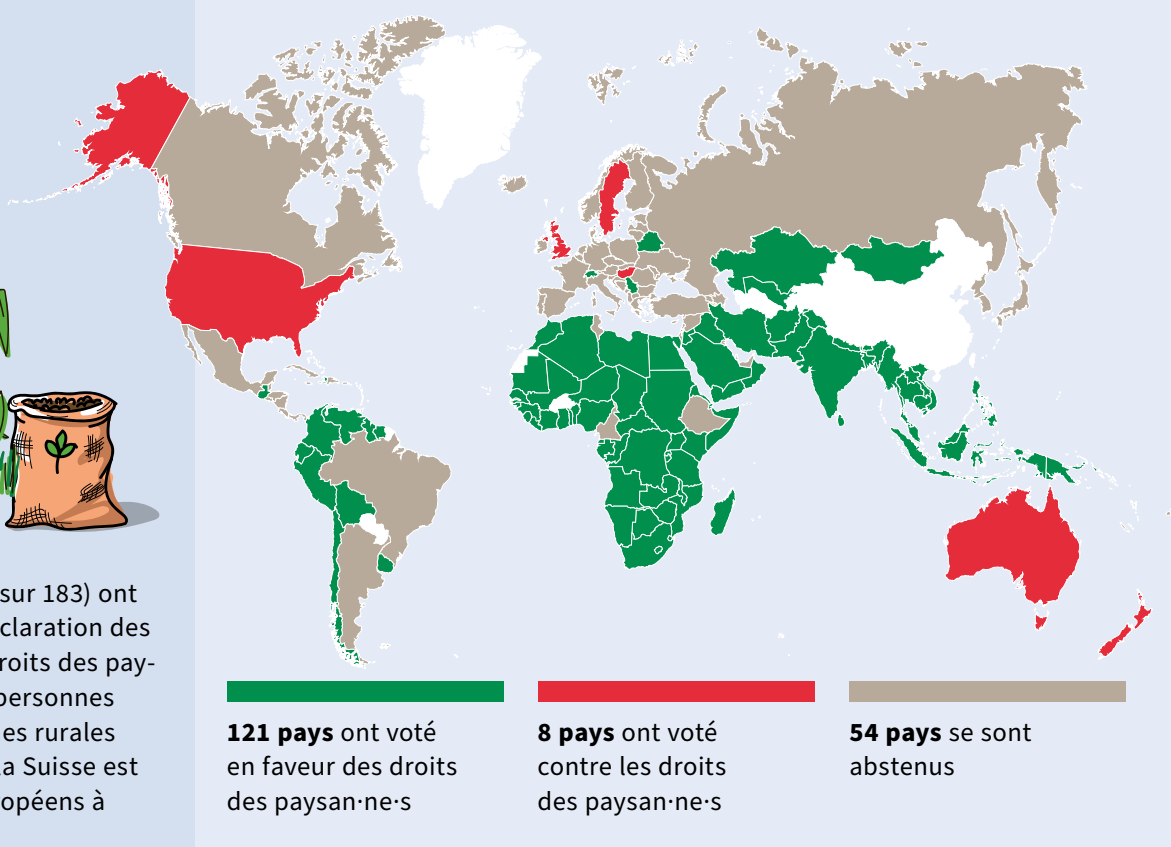 sur 183) ont
claration des
roits des pay-
personnes
es rurales
a Suisse est
opéens à
121 pays ont voté
en faveur des droits
des paysan·ne·s
8 pays ont voté
contre les droits
des paysan·ne·s
54 pays se sont
abstenus